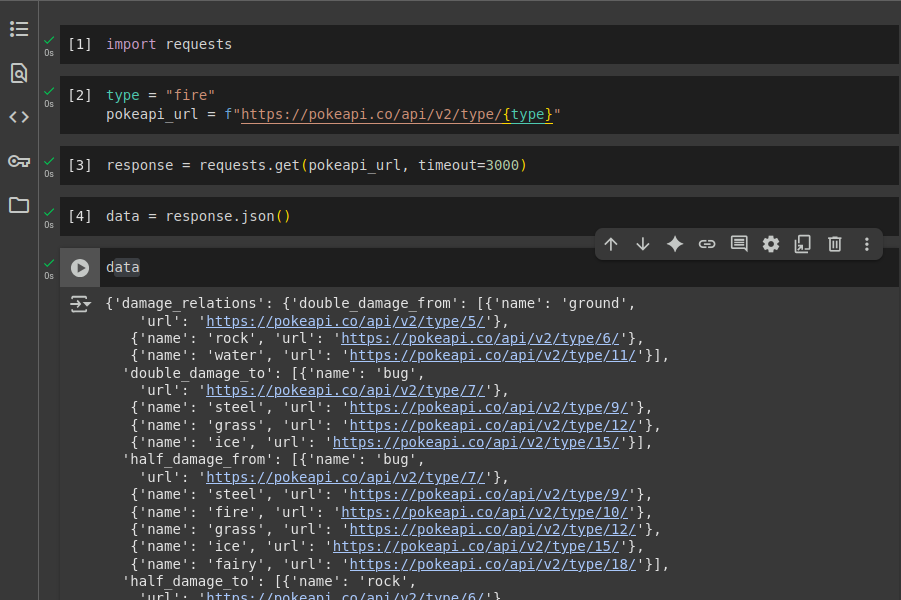 [1] import requests
0s
[2] type = "fire"
0s
pokeapi_url = f"https://pokeapi.co/api/v2/type/{type}"
[3] response = requests.get(pokeapi_url, timeout=3000)
0s
[4] data = response.json()
0s
data
0s
{'damage_relations': {'double_damage_from': [{'name': 'ground',
'url': 'https://pokeapi.co/api/v2/type/5/'},
{'name': 'rock', 'url': 'https://pokeapi.co/api/v2/type/6/'},
{'name': 'water', 'url': 'https://pokeapi.co/api/v2/type/11/'}],
'double_damage_to': [{'name': 'bug',
'url': 'https://pokeapi.co/api/v2/type/7/'},
{'name': 'steel', 'url': 'https://pokeapi.co/api/v2/type/9/'},
{'name': 'grass', 'url': 'https://pokeapi.co/api/v2/type/12/'},
{'name': 'ice', 'url': 'https://pokeapi.co/api/v2/type/15/'}],
'half_damage_from': [{'name': 'bug',
'url': 'https://pokeapi.co/api/v2/type/7/'},
{'name': 'steel', 'url': 'https://pokeapi.co/api/v2/type/9/'},
{'name': 'fire', 'url': 'https://pokeapi.co/api/v2/type/10/'},
{'name': 'grass', 'url': 'https://pokeapi.co/api/v2/type/12/'},
{'name': 'ice', 'url': 'https://pokeapi.co/api/v2/type/15/'},
{'name': 'fairy', 'url': 'https://pokeapi.co/api/v2/type/18/'}],
'half_damage_to': [{'name': 'rock',
'url': 'https://pokeapi.co/api/v2/type/6/'},